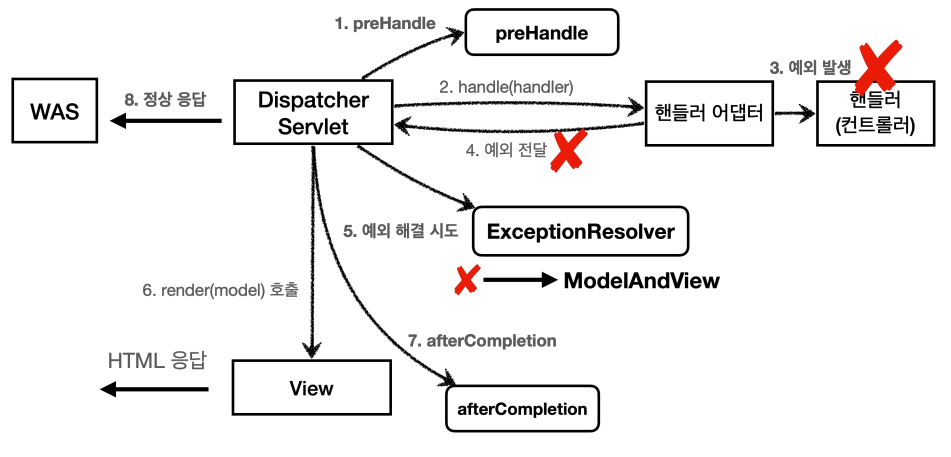 1. preHandle
preHandle
WAS
8. 정상 응답
Dispatcher
Servlet
2. handle(handler)
4. 예외 전달
핸들러 어댑터
3. 예외 발생
핸들러
(컨트롤러)
5. 예외 해결 시도
ExceptionResolver
ModelAndView
6. render(model) 호출
7. afterCompletion
HTML 응답
View
afterCompletion